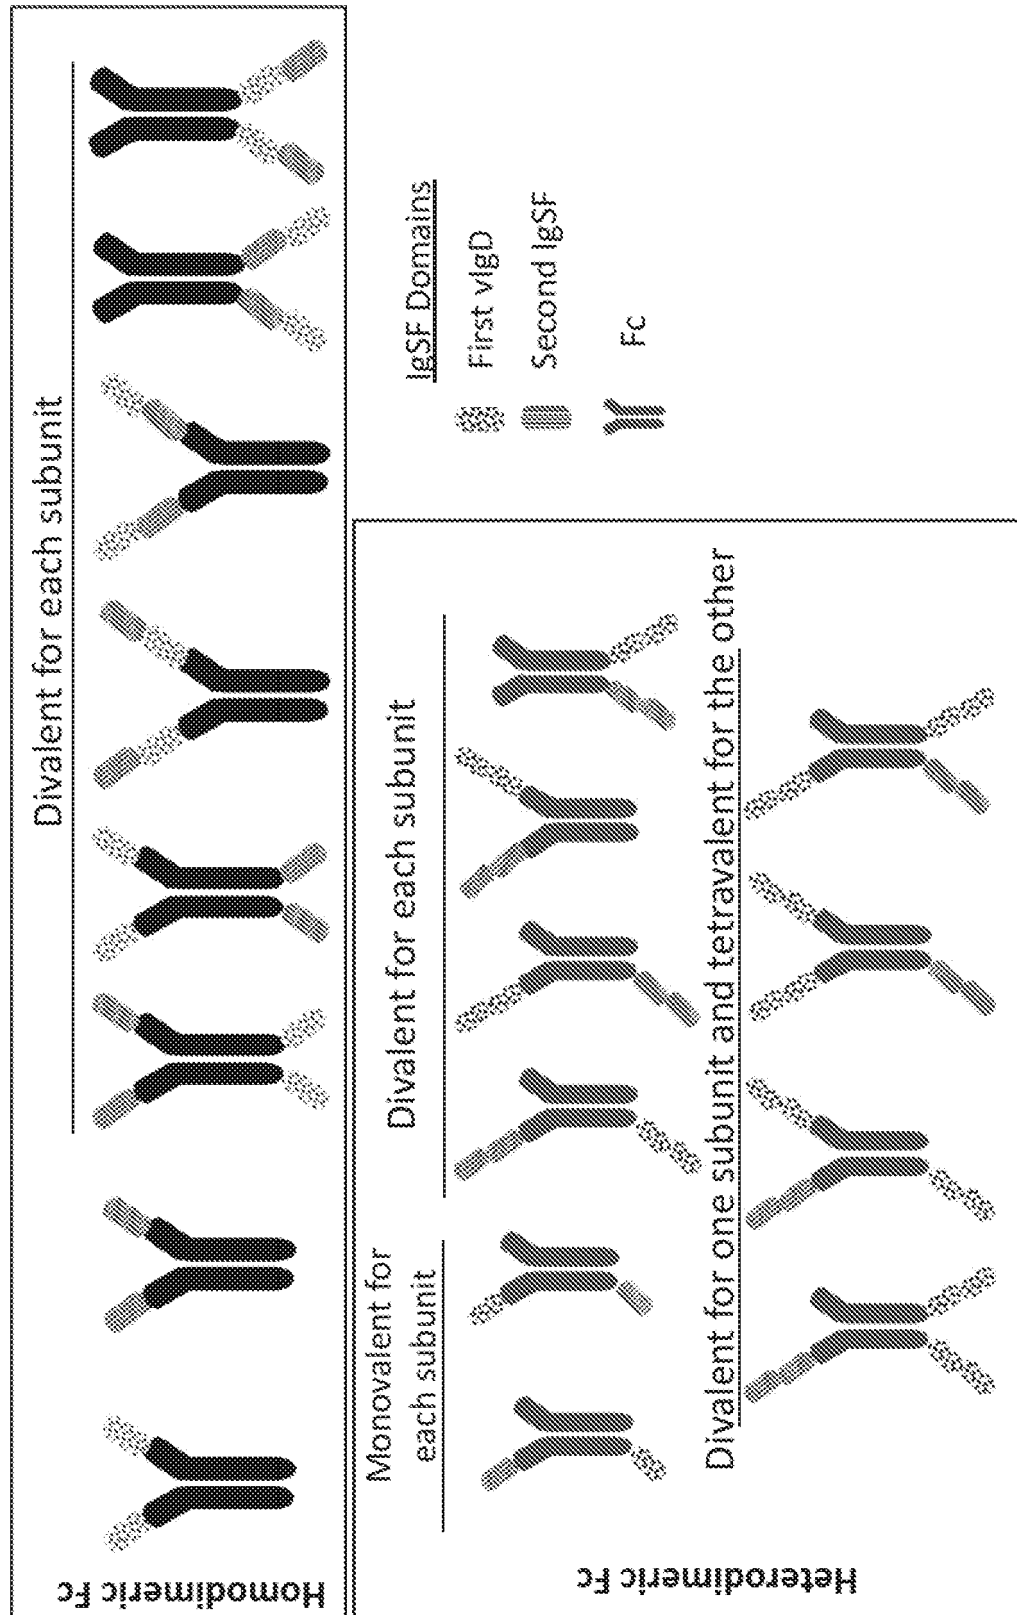 Homodimeric Fc
Divalent for each subunit
Heterodimeric Fc
Monovalent for
each subunit
Divalent for each subunit
Divalent for one subunit and tetravalent for the other
IgSF Domains
First vIgD
Second IgSF
Fc